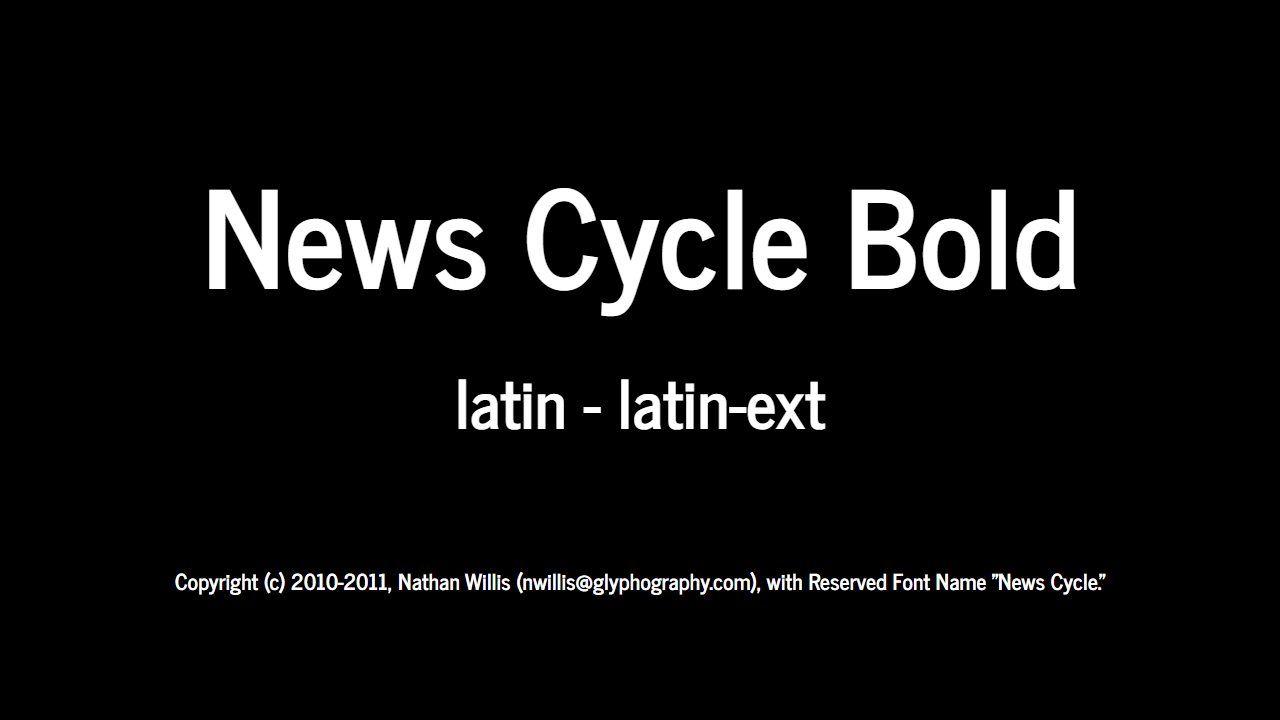 News Cycle Bold
latin - latin-ext
Copyright (c) 2010-2011, Nathan Willis (nwillis@glyphography.com), with Reserved Font Name "News Cycle."